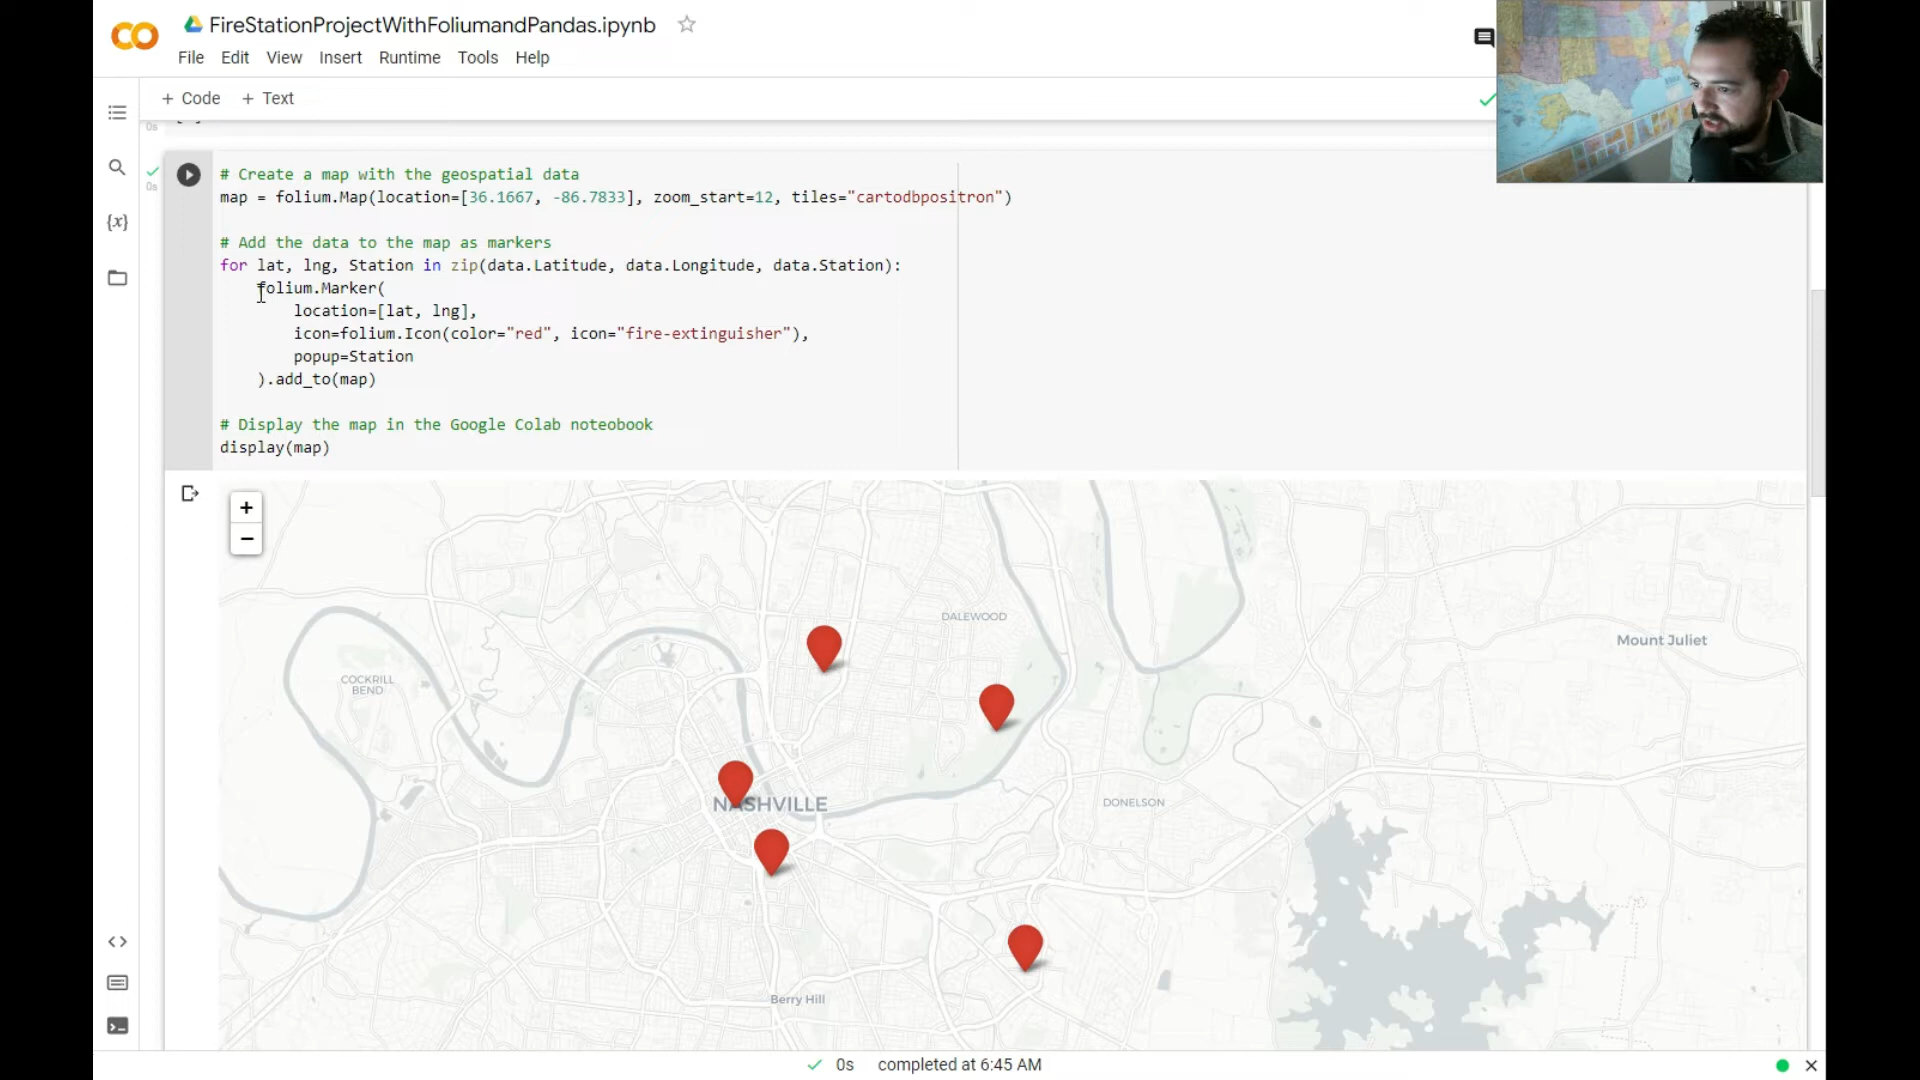 FireStationProjectWithFoliumandPandas.ipynb
File Edit View Insert Runtime Tools Help
+ Code + Text
0s
{x}
0s
# Create a map with the geospatial data
map = folium.Map(location=[36.1667, -86.7833], zoom_start=12, tiles="cartodbpositron")
# Add the data to the map as markers
for lat, lng, Station in zip(data.Latitude, data.Longitude, data.Station):
folium.Marker(
location=[lat, lng],
icon=folium.Icon(color="red", icon="fire-extinguisher"),
popup=Station
).add_to(map)
# Display the map in the Google Colab noteobook
display(map)
+
−
DALEWOOD
Mount Juliet
COCKRILL
BEND
NASHVILLE
DONELSON
Berry Hill
0s completed at 6:45 AM